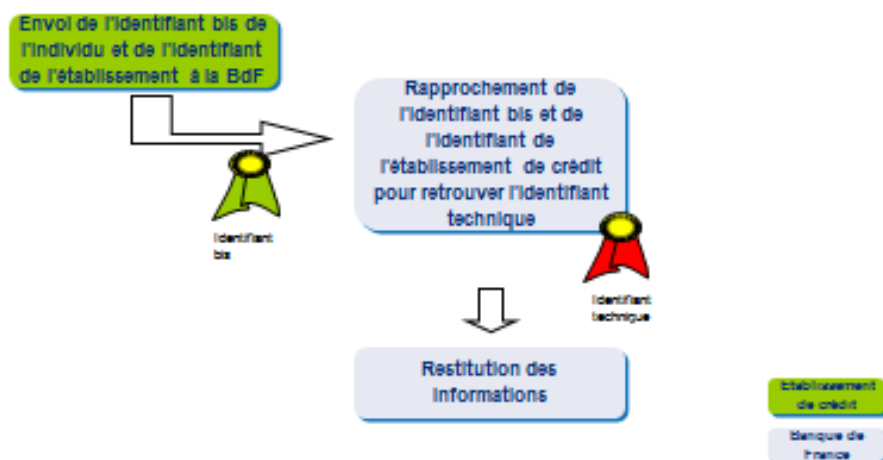 Envoi de l'identifiant bis de
l'individu et de l'identifiant
de l'établissement à la BdF
Rapprochement de
l'identifiant bis et de
l'identifiant de
l'établissement de crédit
pour retrouver l'identifiant
technique
Identifiant
bis
Identifiant
technique
Restitution des
informations
Etablissement
de crédit
Banque de
France